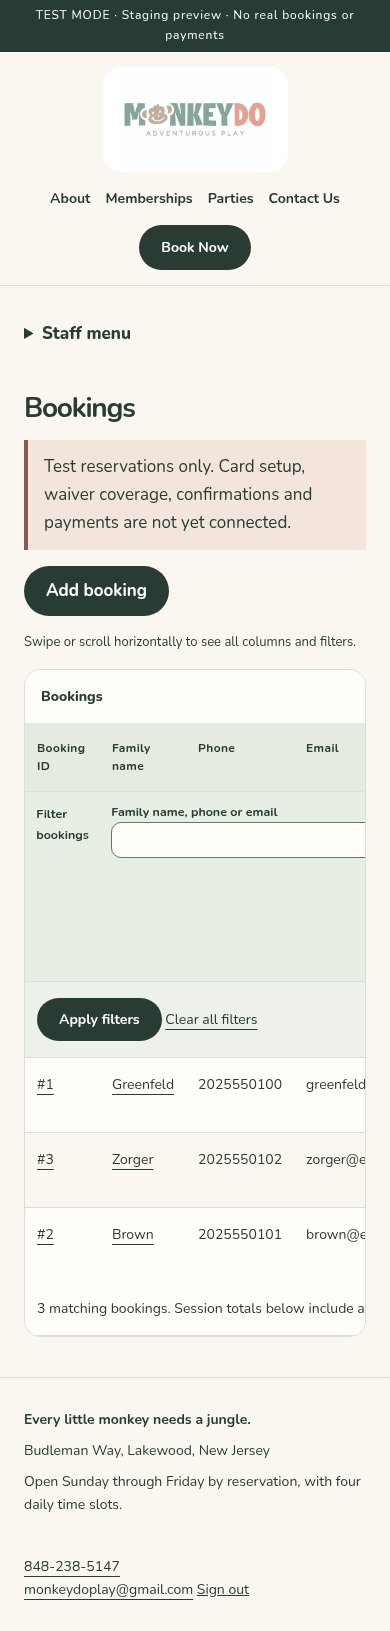 TEST MODE · Staging preview · No real bookings or
payments
MONKEYDO
ADVENTUROUS PLAY
About Memberships Parties Contact Us
Book Now
Staff menu
Bookings
Test reservations only. Card setup,
waiver coverage, confirmations and
payments are not yet connected.
Add booking
Swipe or scroll horizontally to see all columns and filters.
Bookings
Booking ID Family name Phone Email
Filter bookings Family name, phone or email
Apply filters Clear all filters
#1 Greenfeld 2025550100 greenfeld
#3 Zorger 2025550102 zorger@e
#2 Brown 2025550101 brown@e
3 matching bookings. Session totals below include a
Every little monkey needs a jungle.
Budleman Way, Lakewood, New Jersey
Open Sunday through Friday by reservation, with four
daily time slots.
848-238-5147
monkeydoplay@gmail.com Sign out